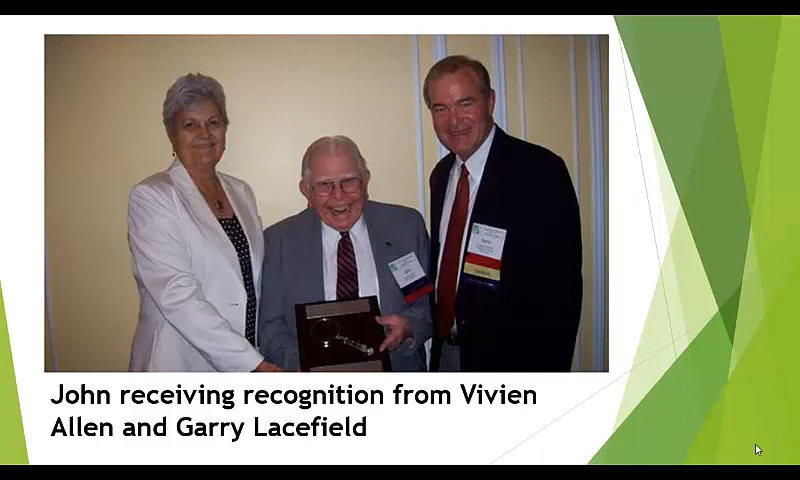 John receiving recognition from Vivien
Allen and Garry Lacefield